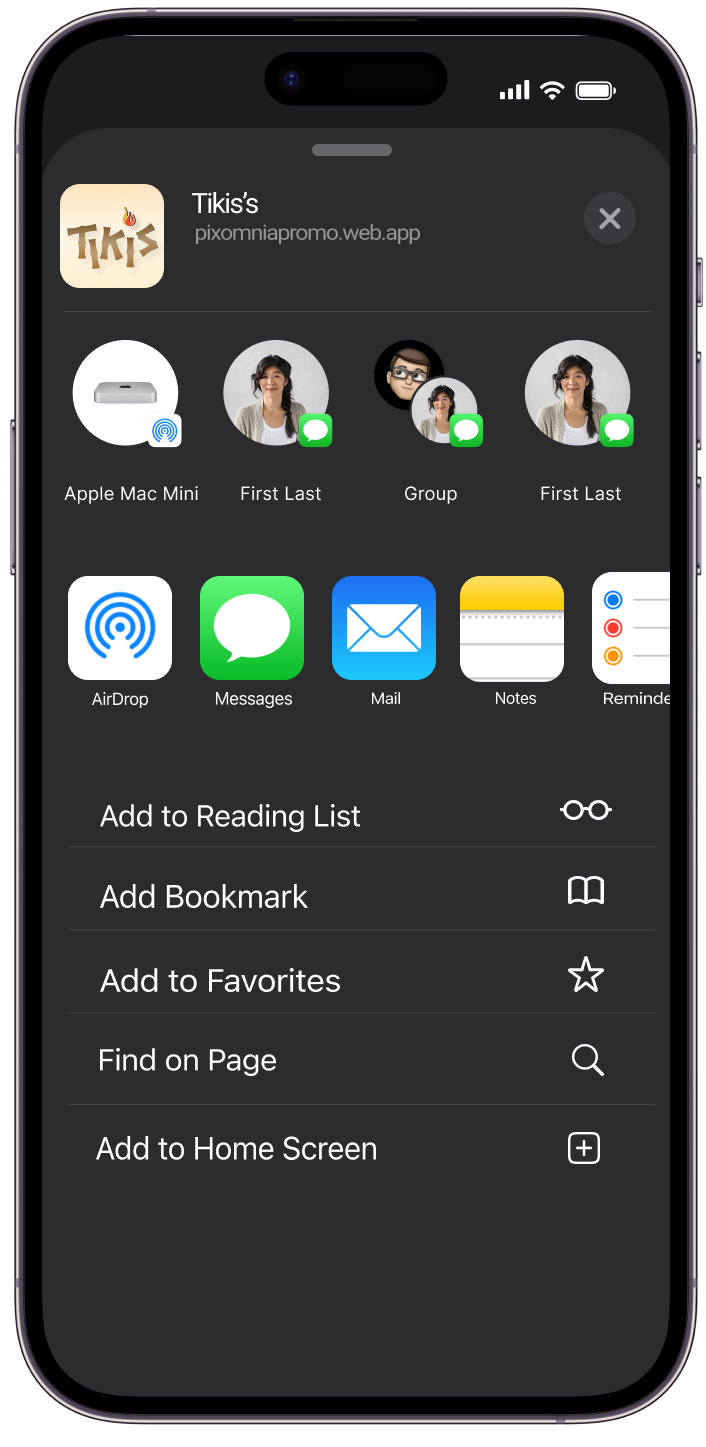 TIKIS
Tikis's
pixomniapromo.web.app
Apple Mac Mini
First Last
Group
First Last
AirDrop
Messages
Mail
Notes
Reminde
Add to Reading List
Add Bookmark
Add to Favorites
Find on Page
Add to Home Screen